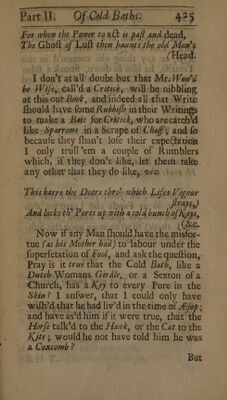 Part II. Of Cold Baths. 425
For when the Power to act is past and dead,
The Ghost of Lust then haunts the old Man's
[Head.
I don't at all doubt but that Mr. Wou'd
be Wise, call'd a Critick, will be nibbling
at this our Book, and indeed all that Write
should have some Rubbish in their Writings
to make a Bait for Critick, who are catch'd
like Sparrows in a Scrape of Chaff; and so
because they shan't lose their expectation
I only trull 'em a couple of Rumblers
which, if they don't like, let them take
any other that they do like, viz.
This barrs the Doors thro' which Lifes Vigour
straps,
And locks th' Pores up with a cold bunch of Keys,
(&c.
Now if any Man should have the misfor-
tune (as his Mother had) to labour under the
superfetation of Fool, and ask the question,
Pray is it true that the Cold Bath, like a
Dutch Womans Girdle, or a Sexton of a
Church, has a Key to every Pore in the
Skin? I answer, that I could only have
wish'd that he had liv'd in the time of Æsop;
and have as'd him if it were true, that the
Horse talk'd to the Hawk, or the Cat to the
Kite; would he not have told him he was
a Coxcomb?
But